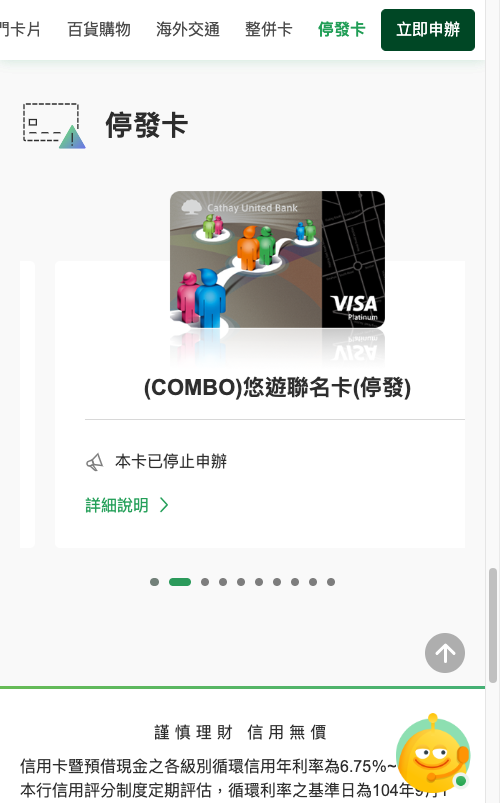 門卡片 百貨購物 海外交通 整併卡 停發卡 立即申辦
停發卡
Cathay United Bank
VISA
Platinum
(COMBO)悠遊聯名卡(停發)
本卡已停止申辦
詳細說明
謹慎理財 信用無價
信用卡暨預借現金之各級別循環信用年利率為6.75%~
本行信用評分制度定期評估，循環利率之基準日為104年9月1